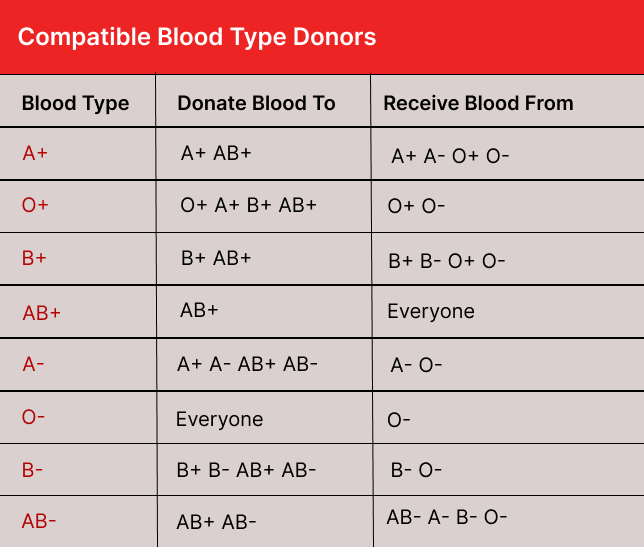 Compatible Blood Type Donors
Blood Type Donate Blood To Receive Blood From
A+ A+ AB+ A+ A- O+ O-
O+ O+ A+ B+ AB+ O+ O-
B+ B+ AB+ B+ B- O+ O-
AB+ AB+ Everyone
A- A+ A- AB+ AB- A- O-
O- Everyone O-
B- B+ B- AB+ AB- B- O-
AB- AB+ AB- AB- A- B- O-